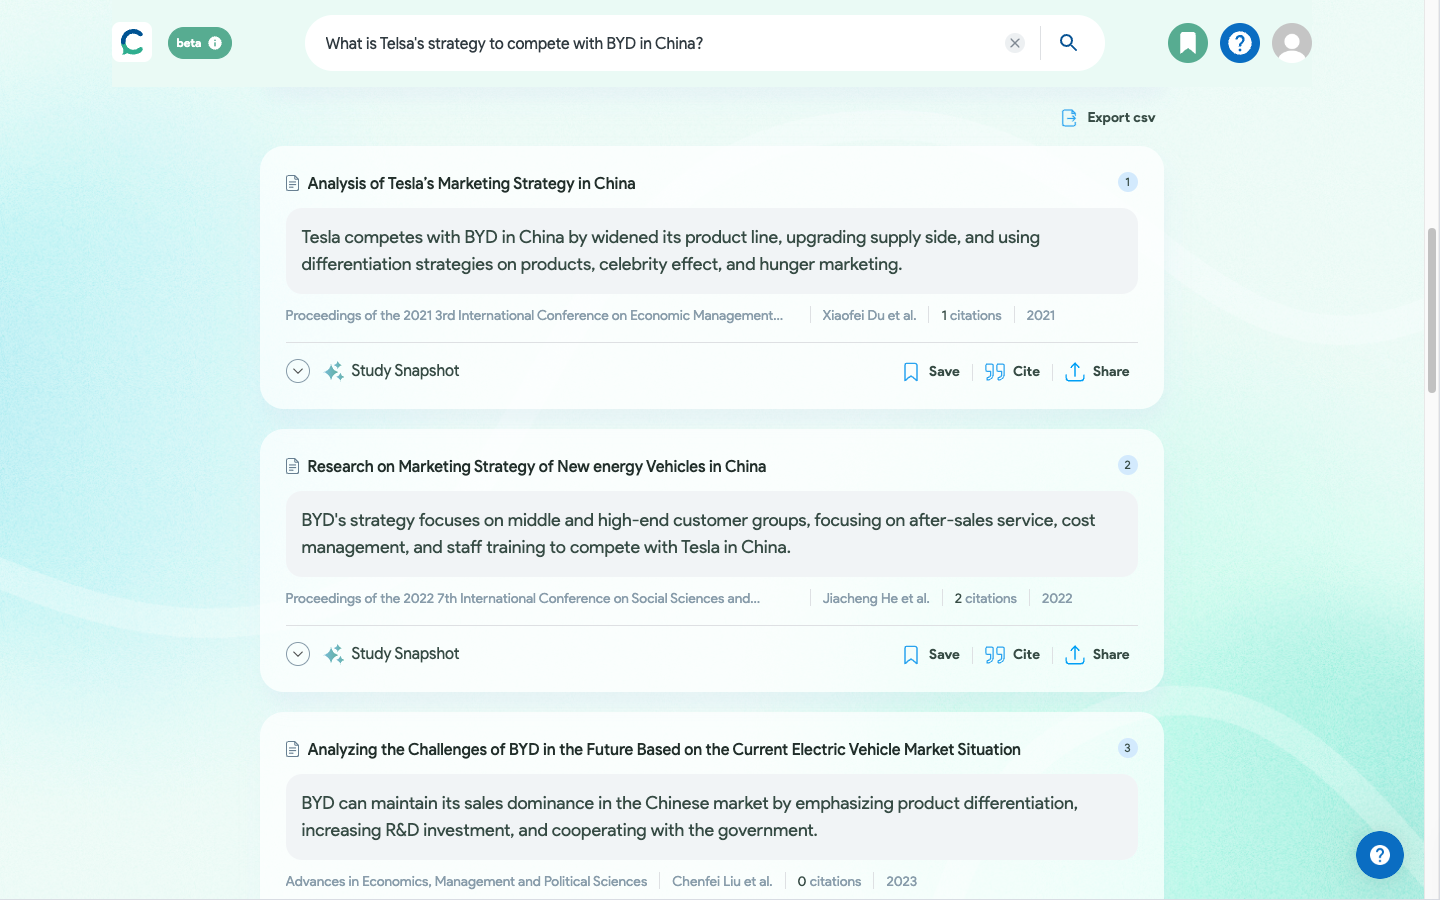 beta
What is Telsa's strategy to compete with BYD in China?
Export csv
Analysis of Tesla's Marketing Strategy in China
1
Tesla competes with BYD in China by widened its product line, upgrading supply side, and using
differentiation strategies on products, celebrity effect, and hunger marketing.
Proceedings of the 2021 3rd International Conference on Economic Management...
Xiaofei Du et al.
1 citations
2021
Study Snapshot
Save
Cite
Share
Research on Marketing Strategy of New energy Vehicles in China
2
BYD's strategy focuses on middle and high-end customer groups, focusing on after-sales service, cost
management, and staff training to compete with Tesla in China.
Proceedings of the 2022 7th International Conference on Social Sciences and...
Jiacheng He et al.
2 citations
2022
Study Snapshot
Save
Cite
Share
Analyzing the Challenges of BYD in the Future Based on the Current Electric Vehicle Market Situation
3
BYD can maintain its sales dominance in the Chinese market by emphasizing product differentiation,
increasing R&D investment, and cooperating with the government.
Advances in Economics, Management and Political Sciences
Chenfei Liu et al.
0 citations
2023